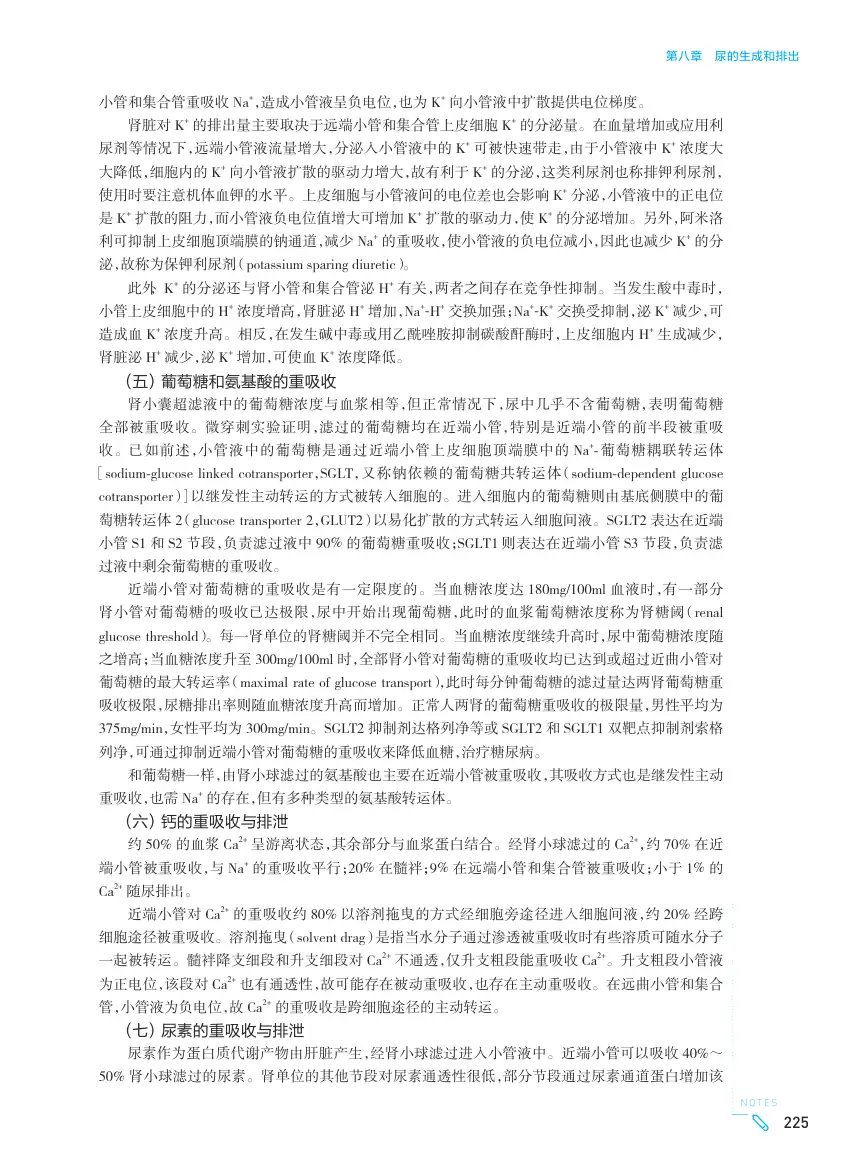 第八章 尿的生成和排出
小管和集合管重吸收 Na⁺,造成小管液呈负电位,也为 K⁺ 向小管液中扩散提供电位梯度。
肾脏对 K⁺ 的排出量主要取决于远端小管和集合管上皮细胞 K⁺ 的分泌量。在血量增加或应用利
尿剂等情况下,远端小管液流量增大,分泌入小管液中的 K⁺ 可被快速带走,由于小管液中 K⁺ 浓度大
大降低,细胞内的 K⁺ 向小管液扩散的驱动力增大,故有利于 K⁺ 的分泌,这类利尿剂也称排钾利尿剂,
使用时要注意机体血钾的水平。上皮细胞与小管液间的电位差也会影响 K⁺ 分泌,小管液中的正电位
是 K⁺ 扩散的阻力,而小管液负电位值增大可增加 K⁺ 扩散的驱动力,使 K⁺ 的分泌增加。另外,阿米洛
利可抑制上皮细胞顶端膜的钠通道,减少 Na⁺ 的重吸收,使小管液的负电位减小,因此也减少 K⁺ 的分
泌,故称为保钾利尿剂(potassium sparing diuretic)。
此外,K⁺ 的分泌还与肾小管和集合管泌 H⁺ 有关,两者之间存在竞争性抑制。当发生酸中毒时,
小管上皮细胞中的 H⁺ 浓度增高,肾脏泌 H⁺ 增加,Na⁺-H⁺ 交换加强;Na⁺-K⁺ 交换受抑制,泌 K⁺ 减少,可
造成血 K⁺ 浓度升高。相反,在发生碱中毒或用乙酰唑胺抑制碳酸酐酶时,上皮细胞内 H⁺ 生成减少,
肾脏泌 H⁺ 减少,泌 K⁺ 增加,可使血 K⁺ 浓度降低。
(五)葡萄糖和氨基酸的重吸收
肾小囊超滤液中的葡萄糖浓度与血浆相等,但正常情况下,尿中几乎不含葡萄糖,表明葡萄糖
全部被重吸收。微穿刺实验证明,滤过的葡萄糖均在近端小管,特别是近端小管的前半段被重吸
收。已如前述,小管液中的葡萄糖是通过近端小管上皮细胞顶端膜中的 Na⁺-葡萄糖耦联转运体
[sodium-glucose linked cotransporter,SGLT,又称钠依赖的葡萄糖共转运体(sodium-dependent glucose
cotransporter)]以继发性主动转运的方式被转入细胞的。进入细胞内的葡萄糖则由基底侧膜中的葡
萄糖转运体 2(glucose transporter 2,GLUT2)以易化扩散的方式转运入细胞间液。SGLT2 表达在近端
小管 S1 和 S2 节段,负责滤过液中 90% 的葡萄糖重吸收;SGLT1 则表达在近端小管 S3 节段,负责滤
过液中剩余葡萄糖的重吸收。
近端小管对葡萄糖的重吸收是有一定限度的。当血糖浓度达 180mg/100ml 血液时,有一部分
肾小管对葡萄糖的吸收已达极限,尿中开始出现葡萄糖,此时的血浆葡萄糖浓度称为肾糖阈(renal
glucose threshold)。每一肾单位的肾糖阈并不完全相同。当血糖浓度继续升高时,尿中葡萄糖浓度随
之增高;当血糖浓度升至 300mg/100ml 时,全部肾小管对葡萄糖的重吸收均已达到或超过近曲小管对
葡萄糖的最大转运率(maximal rate of glucose transport),此时每分钟葡萄糖的滤过量达两肾葡萄糖重
吸收极限,尿糖排出率则随血糖浓度升高而增加。正常人两肾的葡萄糖重吸收的极限量,男性平均为
375mg/min,女性平均为 300mg/min。SGLT2 抑制剂达格列净等或 SGLT2 和 SGLT1 双靶点抑制剂索格
列净,可通过抑制近端小管对葡萄糖的重吸收来降低血糖,治疗糖尿病。
和葡萄糖一样,由肾小球滤过的氨基酸也主要在近端小管被重吸收,其吸收方式也是继发性主动
重吸收,也需 Na⁺ 的存在,但有多种类型的氨基酸转运体。
(六)钙的重吸收与排泄
约 50% 的血浆 Ca²⁺ 呈游离状态,其余部分与血浆蛋白结合。经肾小球滤过的 Ca²⁺,约 70% 在近
端小管被重吸收,与 Na⁺ 的重吸收平行;20% 在髓袢;9% 在远端小管和集合管被重吸收;小于 1% 的
Ca²⁺ 随尿排出。
近端小管对 Ca²⁺ 的重吸收约 80% 以溶剂拖曳的方式经细胞旁途径进入细胞间液,约 20% 经跨
细胞途径被重吸收。溶剂拖曳(solvent drag)是指当水分子通过渗透被重吸收时有些溶质可随水分子
一起被转运。髓袢降支细段和升支细段对 Ca²⁺ 不通透,仅升支粗段能重吸收 Ca²⁺。升支粗段小管液
为正电位,该段对 Ca²⁺ 也有通透性,故可能存在被动重吸收,也存在主动重吸收。在远曲小管和集合
管,小管液为负电位,故 Ca²⁺ 的重吸收是跨细胞途径的主动转运。
(七)尿素的重吸收与排泄
尿素作为蛋白质代谢产物由肝脏产生,经肾小球滤过进入小管液中。近端小管可以吸收 40%~
50% 肾小球滤过的尿素。肾单位的其他节段对尿素通透性很低,部分节段通过尿素通道蛋白增加该
NOTES
225